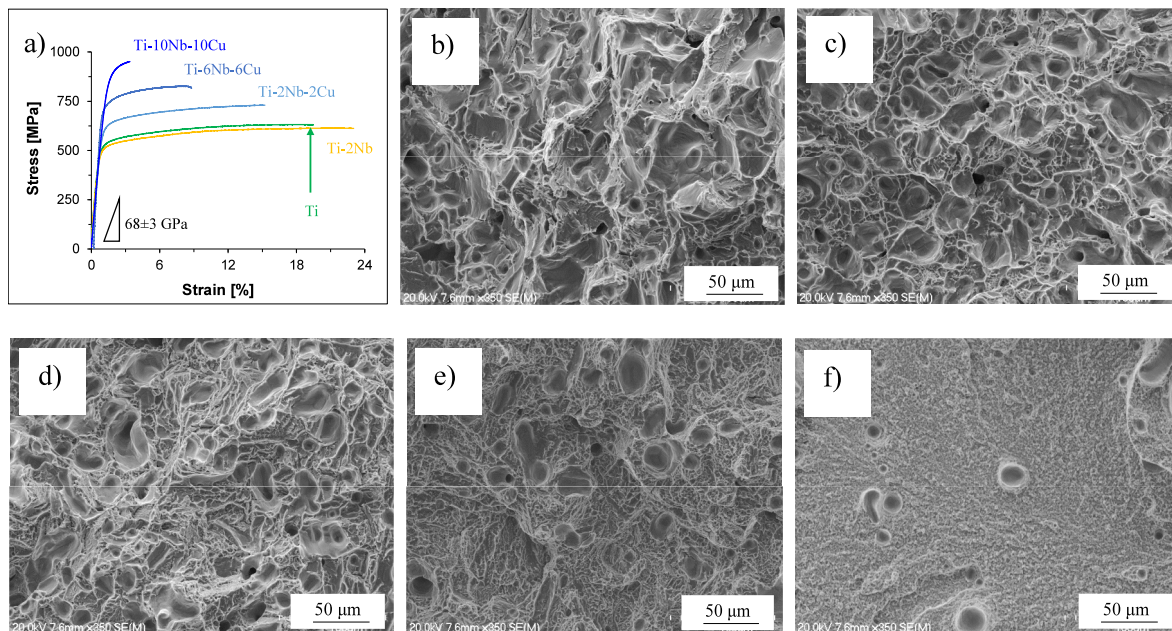 a)
Ti-10Nb-10Cu
Ti-6Nb-6Cu
Ti-2Nb-2Cu
Ti-2Nb
Ti
68±3 GPa
Stress [MPa]
1000
750
500
250
0
0
6
12
18
24
Strain [%]
b)
50 µm
20.0kV 7.6mm x350 SE(M)
c)
50 µm
20.0kV 7.6mm x350 SE(M)
d)
50 µm
20.0kV 7.6mm x350 SE(M)
e)
50 µm
20.0kV 7.6mm x350 SE(M)
f)
50 µm
20.0kV 7.6mm x350 SE(M)